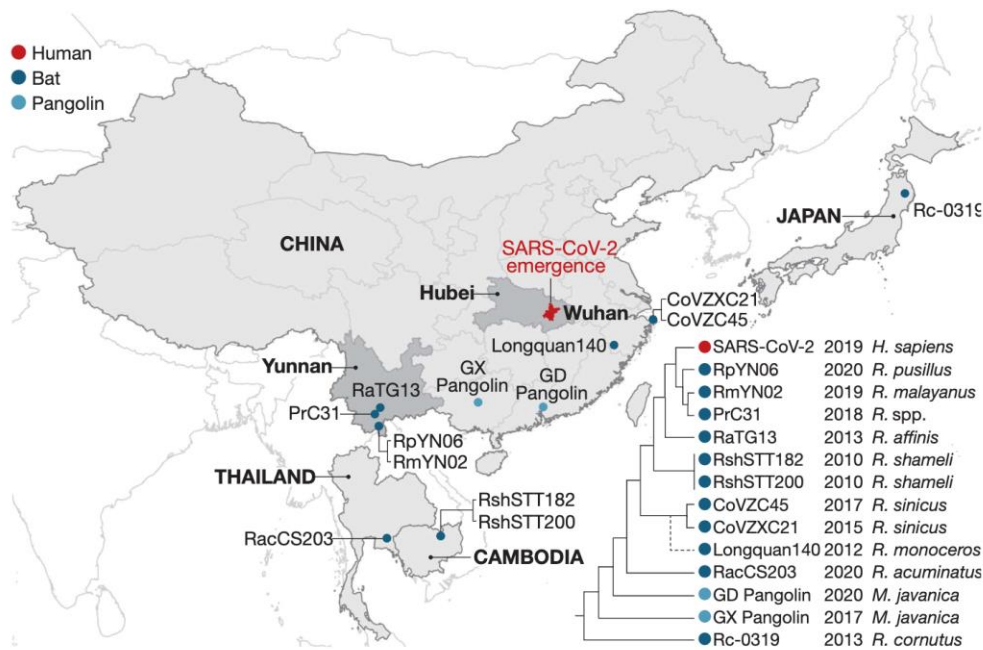 Human
Bat
Pangolin
CHINA
JAPAN
Rc-0319
SARS-CoV-2
emergence
Hubei
Wuhan
CoVZXC21
CoVZC45
Longquan140
Yunnan
GX
Pangolin
GD
Pangolin
RaTG13
PrC31
RpYN06
RmYN02
THAILAND
RshSTT182
RshSTT200
RacCS203
CAMBODIA
SARS-CoV-2 2019 H. sapiens
RpYN06 2020 R. pusillus
RmYN02 2019 R. malayanus
PrC31 2018 R. spp.
RaTG13 2013 R. affinis
RshSTT182 2010 R. shameli
RshSTT200 2010 R. shameli
CoVZC45 2017 R. sinicus
CoVZXC21 2015 R. sinicus
Longquan140 2012 R. monoceros
RacCS203 2020 R. acuminatus
GD Pangolin 2020 M. javanica
GX Pangolin 2017 M. javanica
Rc-0319 2013 R. cornutus